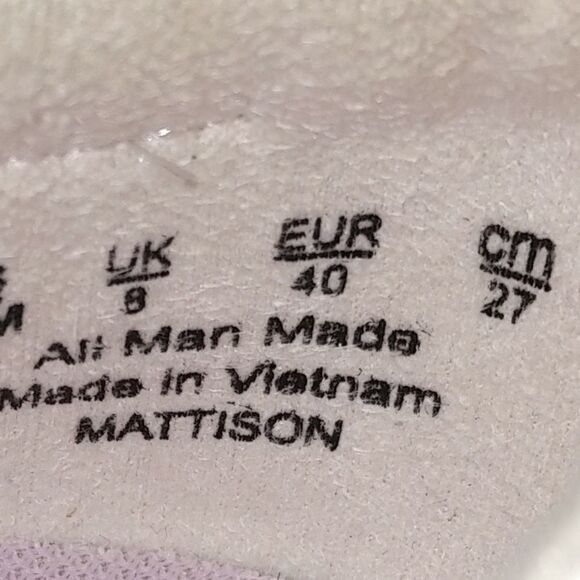 UK EUR cm
8 40 27
All Man Made
Made in Vietnam
MATTISON